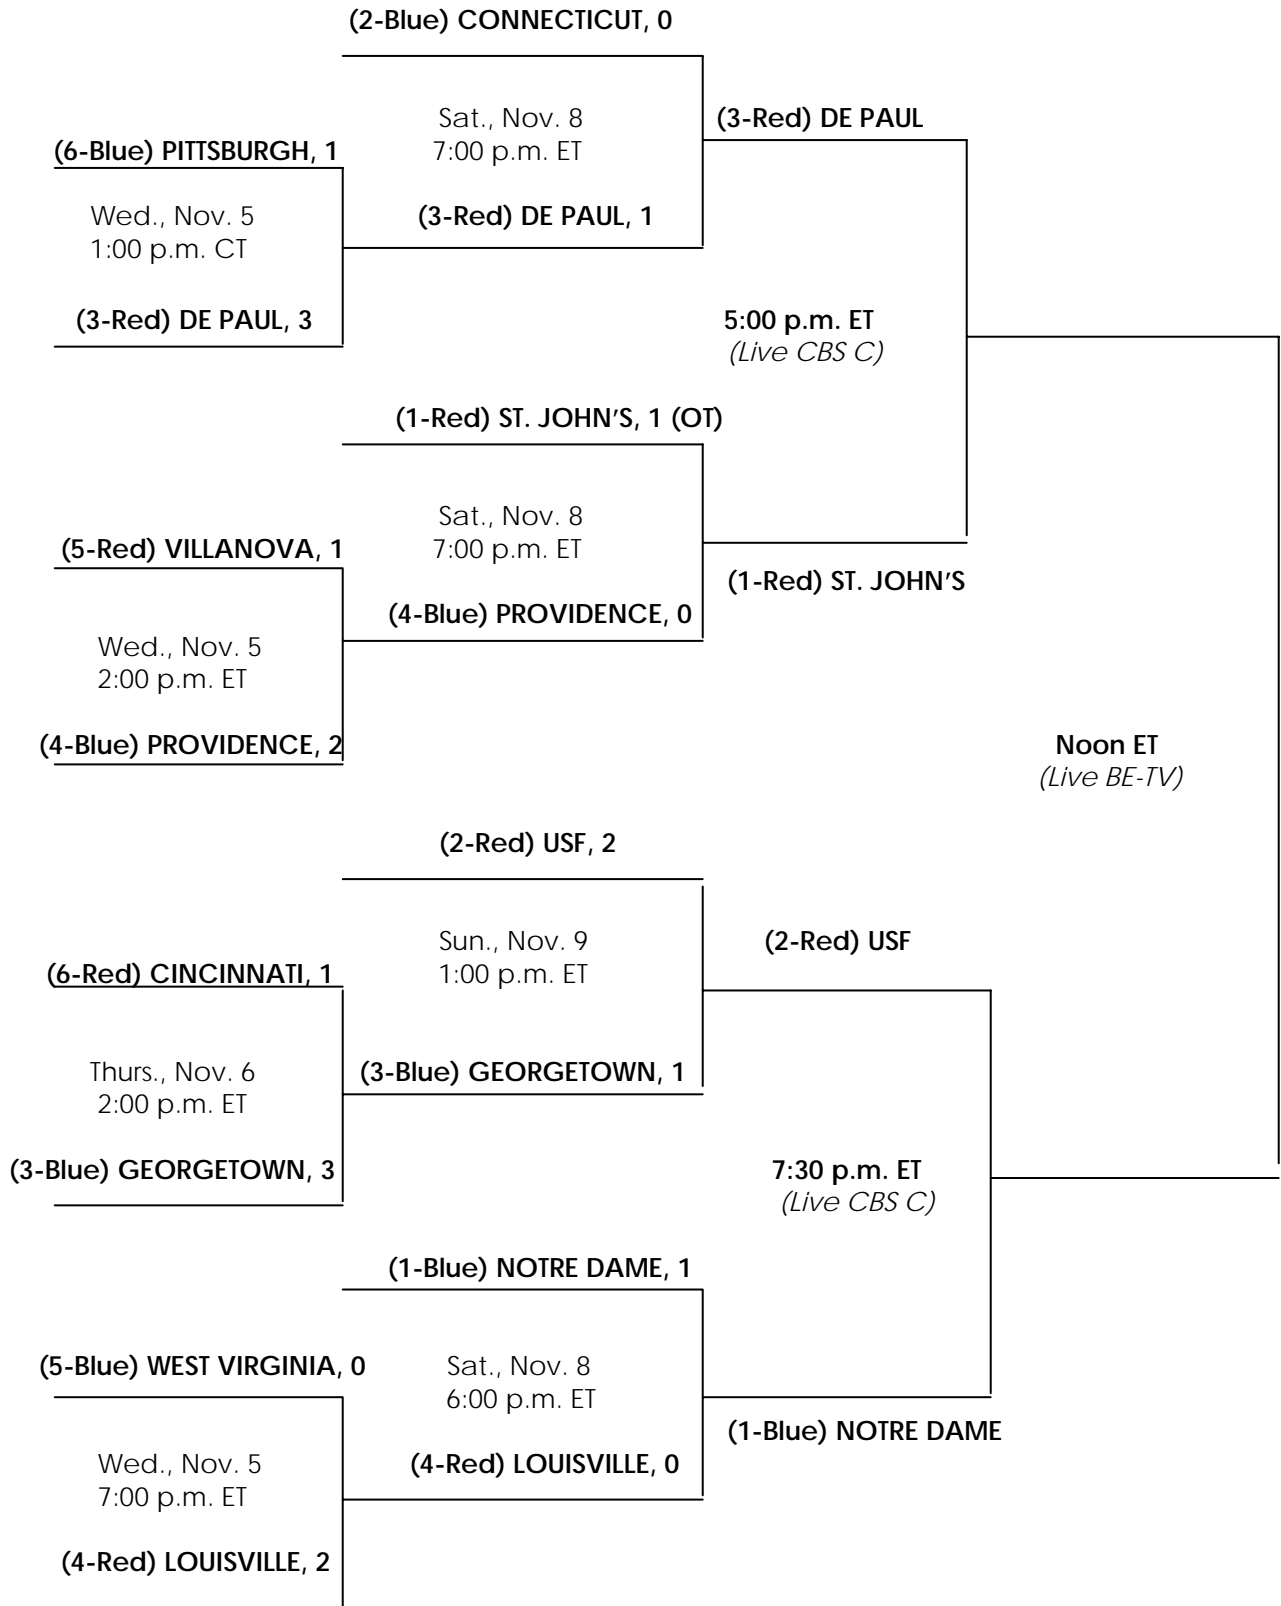 (2-Blue) CONNECTICUT, 0
Sat., Nov. 8
7:00 p.m. ET
(3-Red) DE PAUL
(6-Blue) PITTSBURGH, 1
Wed., Nov. 5
1:00 p.m. CT
(3-Red) DE PAUL, 1
(3-Red) DE PAUL, 3
5:00 p.m. ET
(Live CBS C)
(1-Red) ST. JOHN'S, 1 (OT)
Sat., Nov. 8
7:00 p.m. ET
(5-Red) VILLANOVA, 1
(1-Red) ST. JOHN'S
(4-Blue) PROVIDENCE, 0
Wed., Nov. 5
2:00 p.m. ET
(4-Blue) PROVIDENCE, 2
Noon ET
(Live BE-TV)
(2-Red) USF, 2
Sun., Nov. 9
1:00 p.m. ET
(2-Red) USF
(6-Red) CINCINNATI, 1
Thurs., Nov. 6
2:00 p.m. ET
(3-Blue) GEORGETOWN, 1
(3-Blue) GEORGETOWN, 3
7:30 p.m. ET
(Live CBS C)
(1-Blue) NOTRE DAME, 1
(5-Blue) WEST VIRGINIA, 0
Sat., Nov. 8
6:00 p.m. ET
(1-Blue) NOTRE DAME
Wed., Nov. 5
7:00 p.m. ET
(4-Red) LOUISVILLE, 0
(4-Red) LOUISVILLE, 2